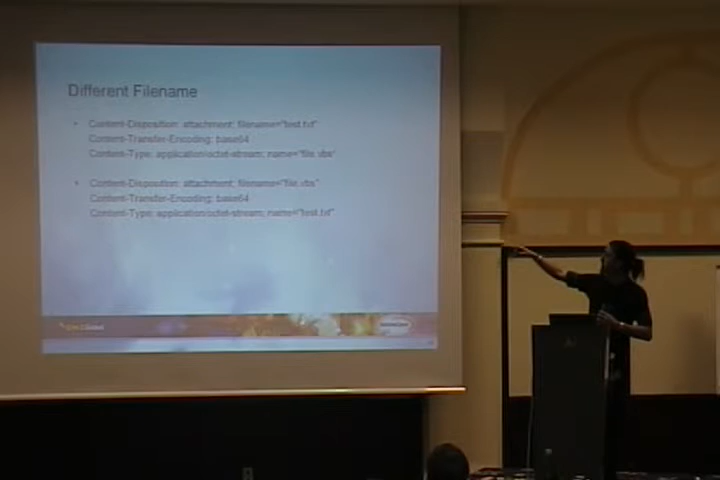 Different Filename
• Content-Disposition: attachment; filename="test.txt"
Content-Transfer-Encoding: base64
Content-Type: application/octet-stream; name="file.vbs"
• Content-Disposition: attachment; filename="file.vbs"
Content-Transfer-Encoding: base64
Content-Type: application/octet-stream; name="test.txt"